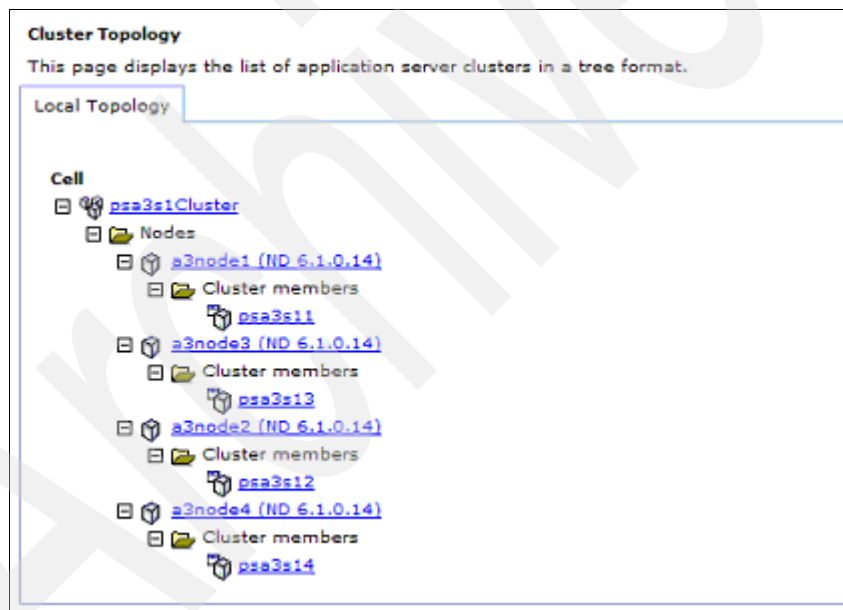 Cluster Topology
This page displays the list of application server clusters in a tree format.
Local Topology
Cell
psa3s1Cluster
Nodes
a3node1 (ND 6.1.0.14)
Cluster members
psa3s11
a3node3 (ND 6.1.0.14)
Cluster members
psa3s13
a3node2 (ND 6.1.0.14)
Cluster members
psa3s12
a3node4 (ND 6.1.0.14)
Cluster members
psa3s14